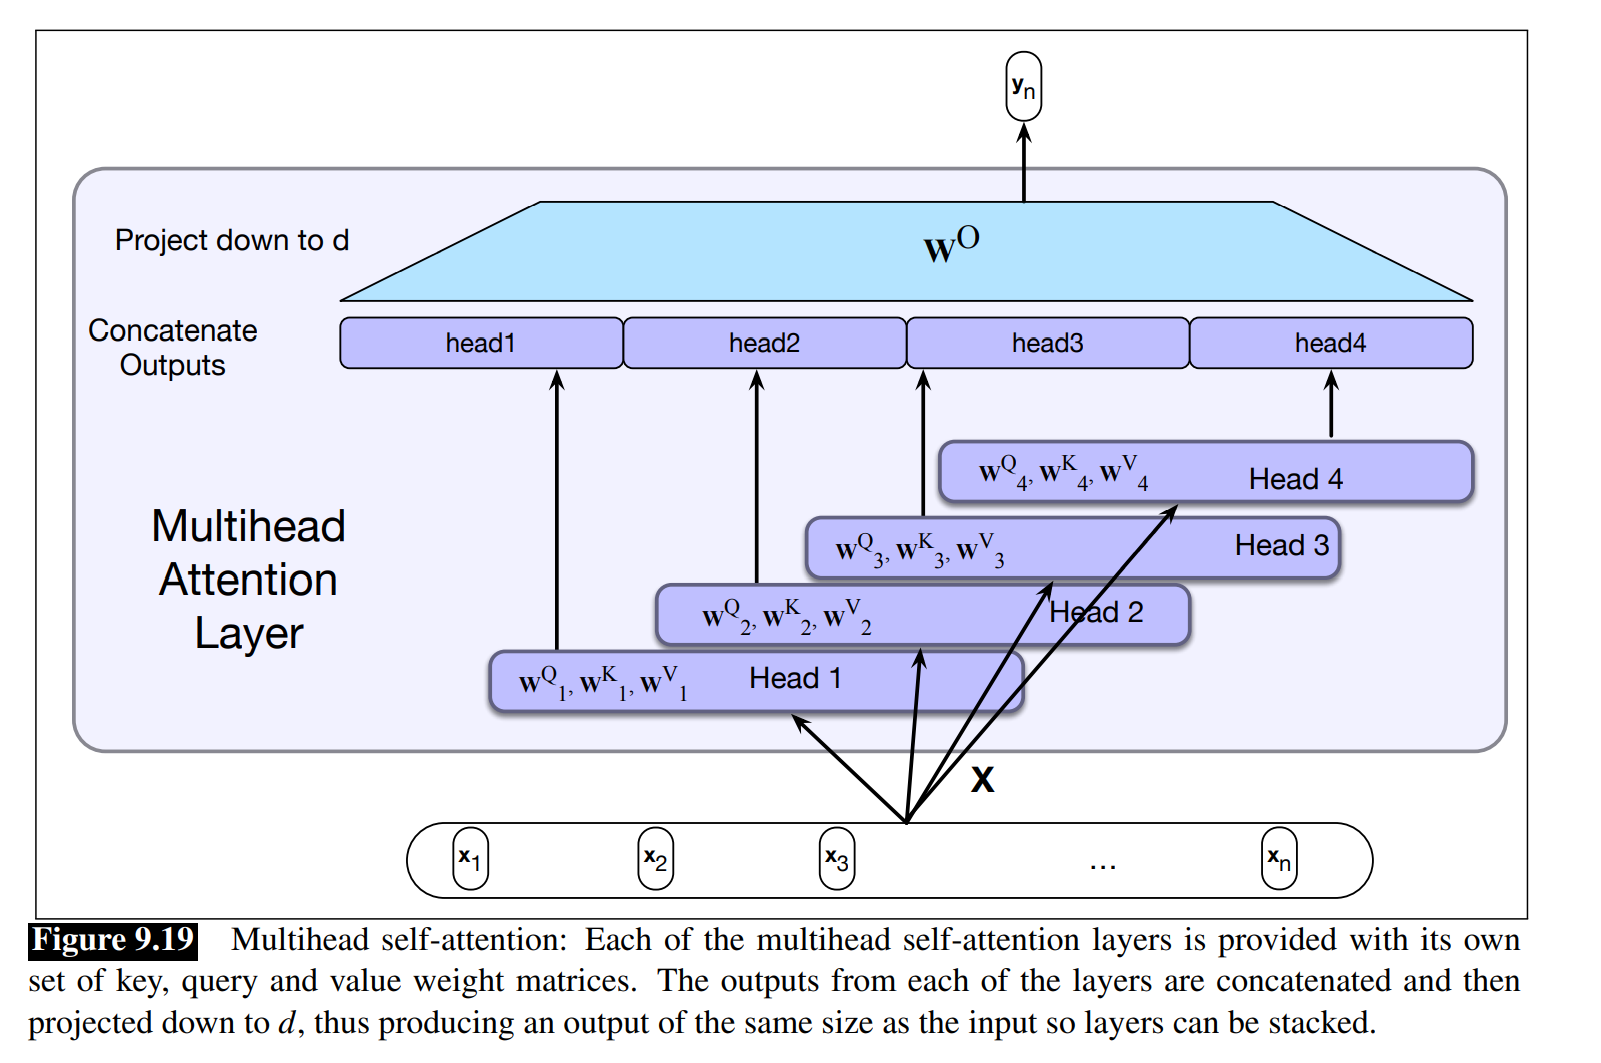 yn
Project down to d
WO
Concatenate
Outputs
head1 head2 head3 head4
WQ4, WK4, WV4 Head 4
WQ3, WK3, WV3 Head 3
Multihead
Attention
Layer
WQ2, WK2, WV2 Head 2
WQ1, WK1, WV1 Head 1
X
x1 x2 x3 ... xn
Figure 9.19 Multihead self-attention: Each of the multihead self-attention layers is provided with its own
set of key, query and value weight matrices. The outputs from each of the layers are concatenated and then
projected down to d, thus producing an output of the same size as the input so layers can be stacked.